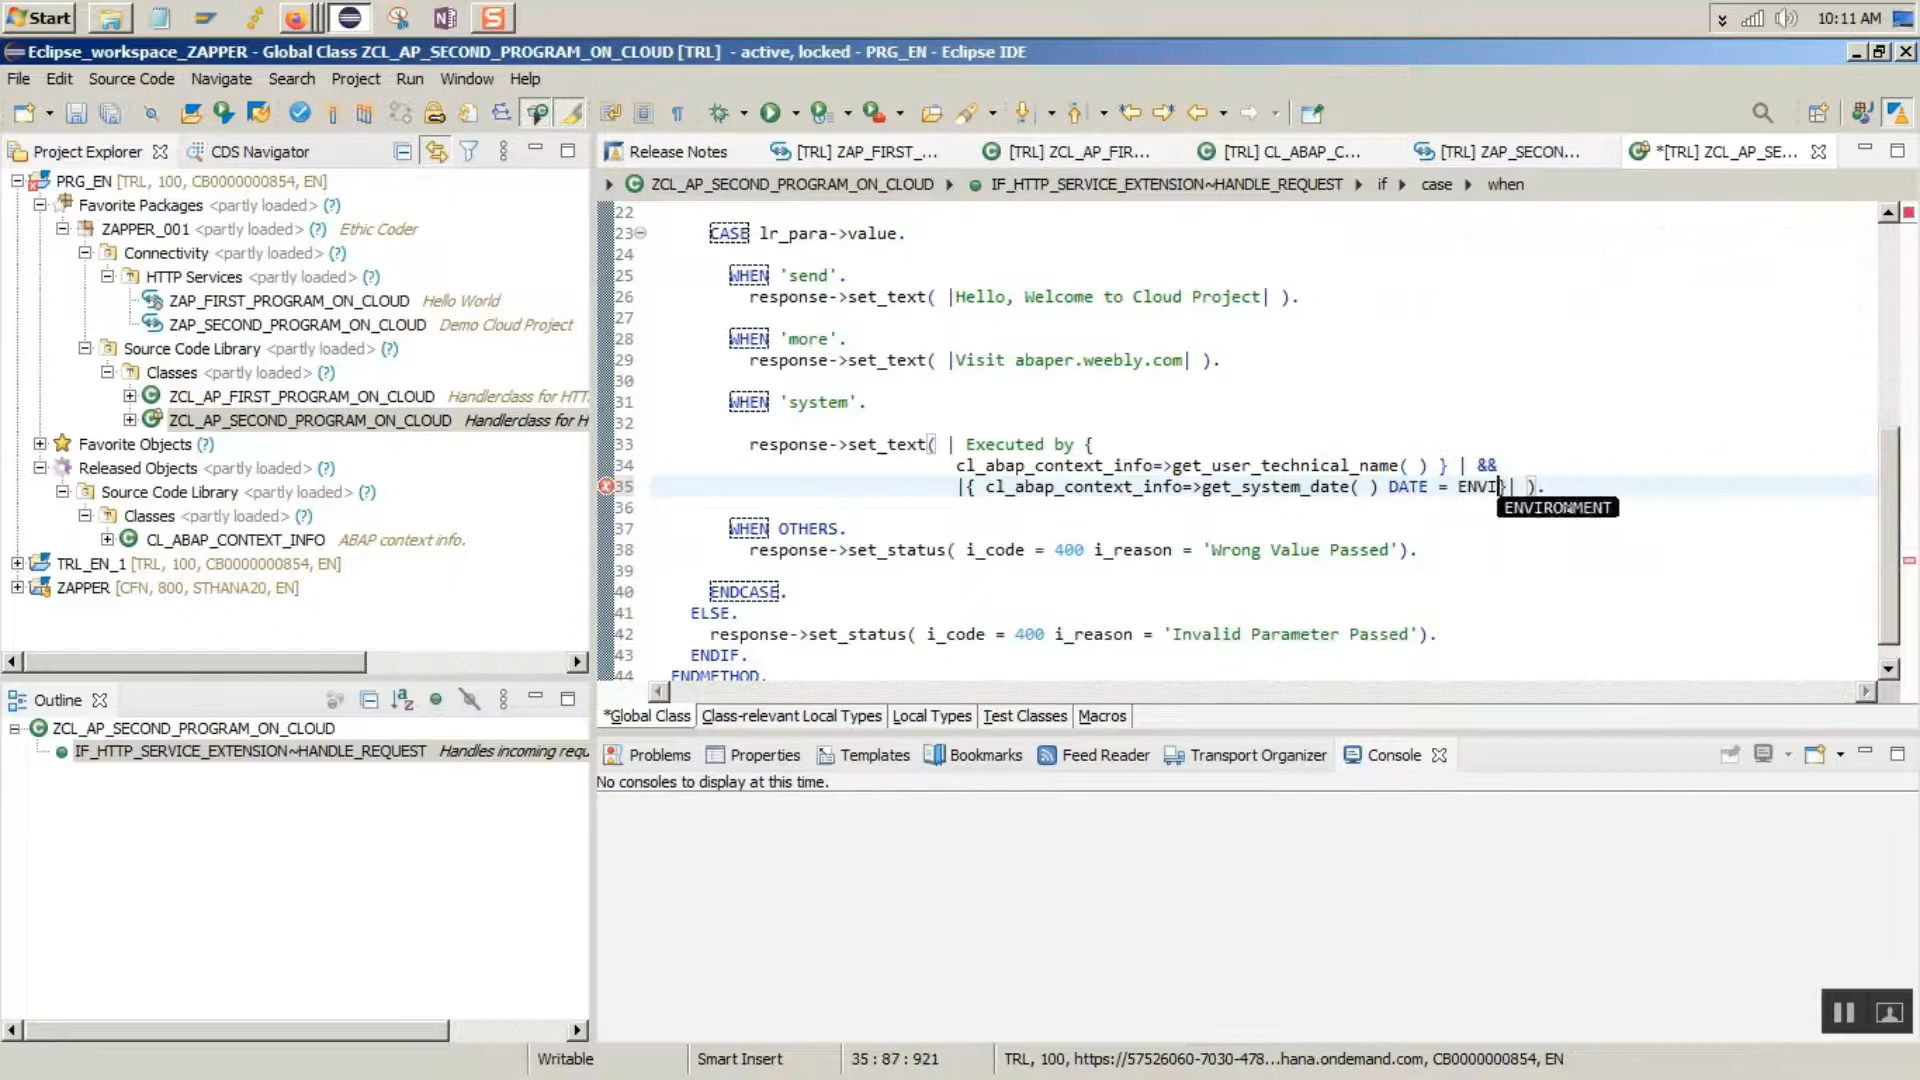 Start
10:11 AM
Eclipse_workspace_ZAPPER - Global Class ZCL_AP_SECOND_PROGRAM_ON_CLOUD [TRL] - active, locked - PRG_EN - Eclipse IDE
File Edit Source Code Navigate Search Project Run Window Help
Project Explorer CDS Navigator
Release Notes [TRL] ZAP_FIRST_... [TRL] ZCL_AP_FIR... [TRL] CL_ABAP_C... [TRL] ZAP_SECON... *[TRL] ZCL_AP_SE...
ZCL_AP_SECOND_PROGRAM_ON_CLOUD IF_HTTP_SERVICE_EXTENSION~HANDLE_REQUEST if case when
PRG_EN [TRL, 100, CB0000000854, EN]
Favorite Packages <partly loaded> (?)
ZAPPER_001 <partly loaded> (?) Ethic Coder
Connectivity <partly loaded> (?)
HTTP Services <partly loaded> (?)
ZAP_FIRST_PROGRAM_ON_CLOUD Hello World
ZAP_SECOND_PROGRAM_ON_CLOUD Demo Cloud Project
Source Code Library <partly loaded> (?)
Classes <partly loaded> (?)
ZCL_AP_FIRST_PROGRAM_ON_CLOUD Handlerclass for HTT
ZCL_AP_SECOND_PROGRAM_ON_CLOUD Handlerclass for H
Favorite Objects (?)
Released Objects <partly loaded> (?)
Source Code Library <partly loaded> (?)
Classes <partly loaded> (?)
CL_ABAP_CONTEXT_INFO ABAP context info.
TRL_EN_1 [TRL, 100, CB0000000854, EN]
ZAPPER [CFN, 800, STHANA20, EN]
22
23 CASE lr_para->value.
24
25 WHEN 'send'.
26 response->set_text( |Hello, Welcome to Cloud Project| ).
27
28 WHEN 'more'.
29 response->set_text( |Visit abaper.weebly.com| ).
30
31 WHEN 'system'.
32
33 response->set_text( | Executed by {
34 cl_abap_context_info=>get_user_technical_name( ) } | &&
35 |{ cl_abap_context_info=>get_system_date( ) DATE = ENVI}| ).
36 ENVIRONMENT
37 WHEN OTHERS.
38 response->set_status( i_code = 400 i_reason = 'Wrong Value Passed').
39
40 ENDCASE.
41 ELSE.
42 response->set_status( i_code = 400 i_reason = 'Invalid Parameter Passed').
43 ENDIF.
44 ENDMETHOD.
*Global Class Class-relevant Local Types Local Types Test Classes Macros
Outline
ZCL_AP_SECOND_PROGRAM_ON_CLOUD
IF_HTTP_SERVICE_EXTENSION~HANDLE_REQUEST Handles incoming requ
Problems Properties Templates Bookmarks Feed Reader Transport Organizer Console
No consoles to display at this time.
Writable Smart Insert 35 : 87 : 921 TRL, 100, https://57526060-7030-478...hana.ondemand.com, CB0000000854, EN